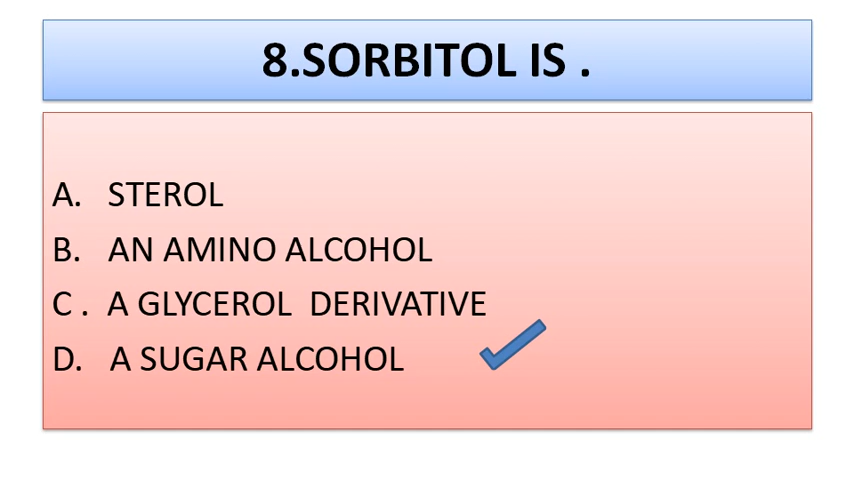 8.SORBITOL IS .
A. STEROL
B. AN AMINO ALCOHOL
C . A GLYCEROL DERIVATIVE
D. A SUGAR ALCOHOL